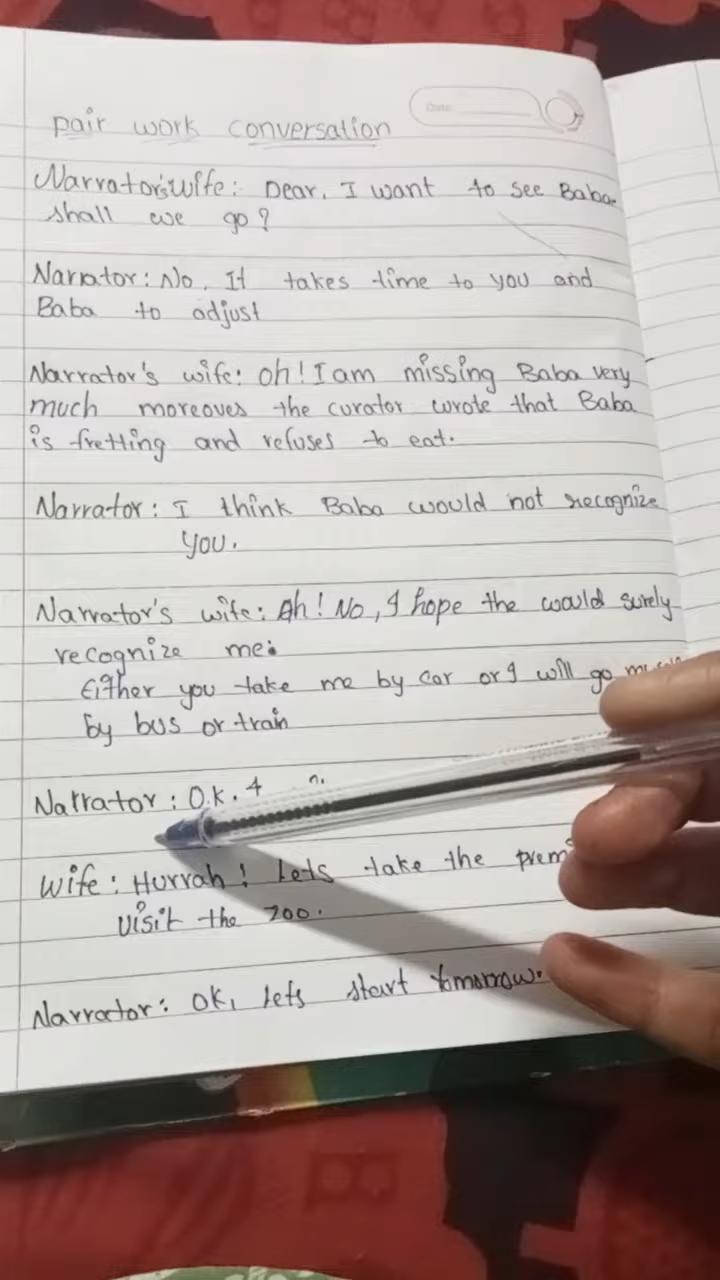 Date:
pair work conversation
Narrator's wife: Dear, I want to see Baba.
shall we go?
Narrator: No, It takes time to you and
Baba to adjust
Narrator's wife: oh! I am missing Baba very
much moreoves the curator wrote that Baba
is fretting and refuses to eat.
Narrator: I think Baba would not recognize
you.
Narrator's wife: Ah! No, I hope the would surely
recognize me:
Either you take me by car or I will go
by bus or train
Narrator: O.K.
Wife: Hurrah! Lets take the
visit the zoo.
Narrator: OK, lets start tomorrow.